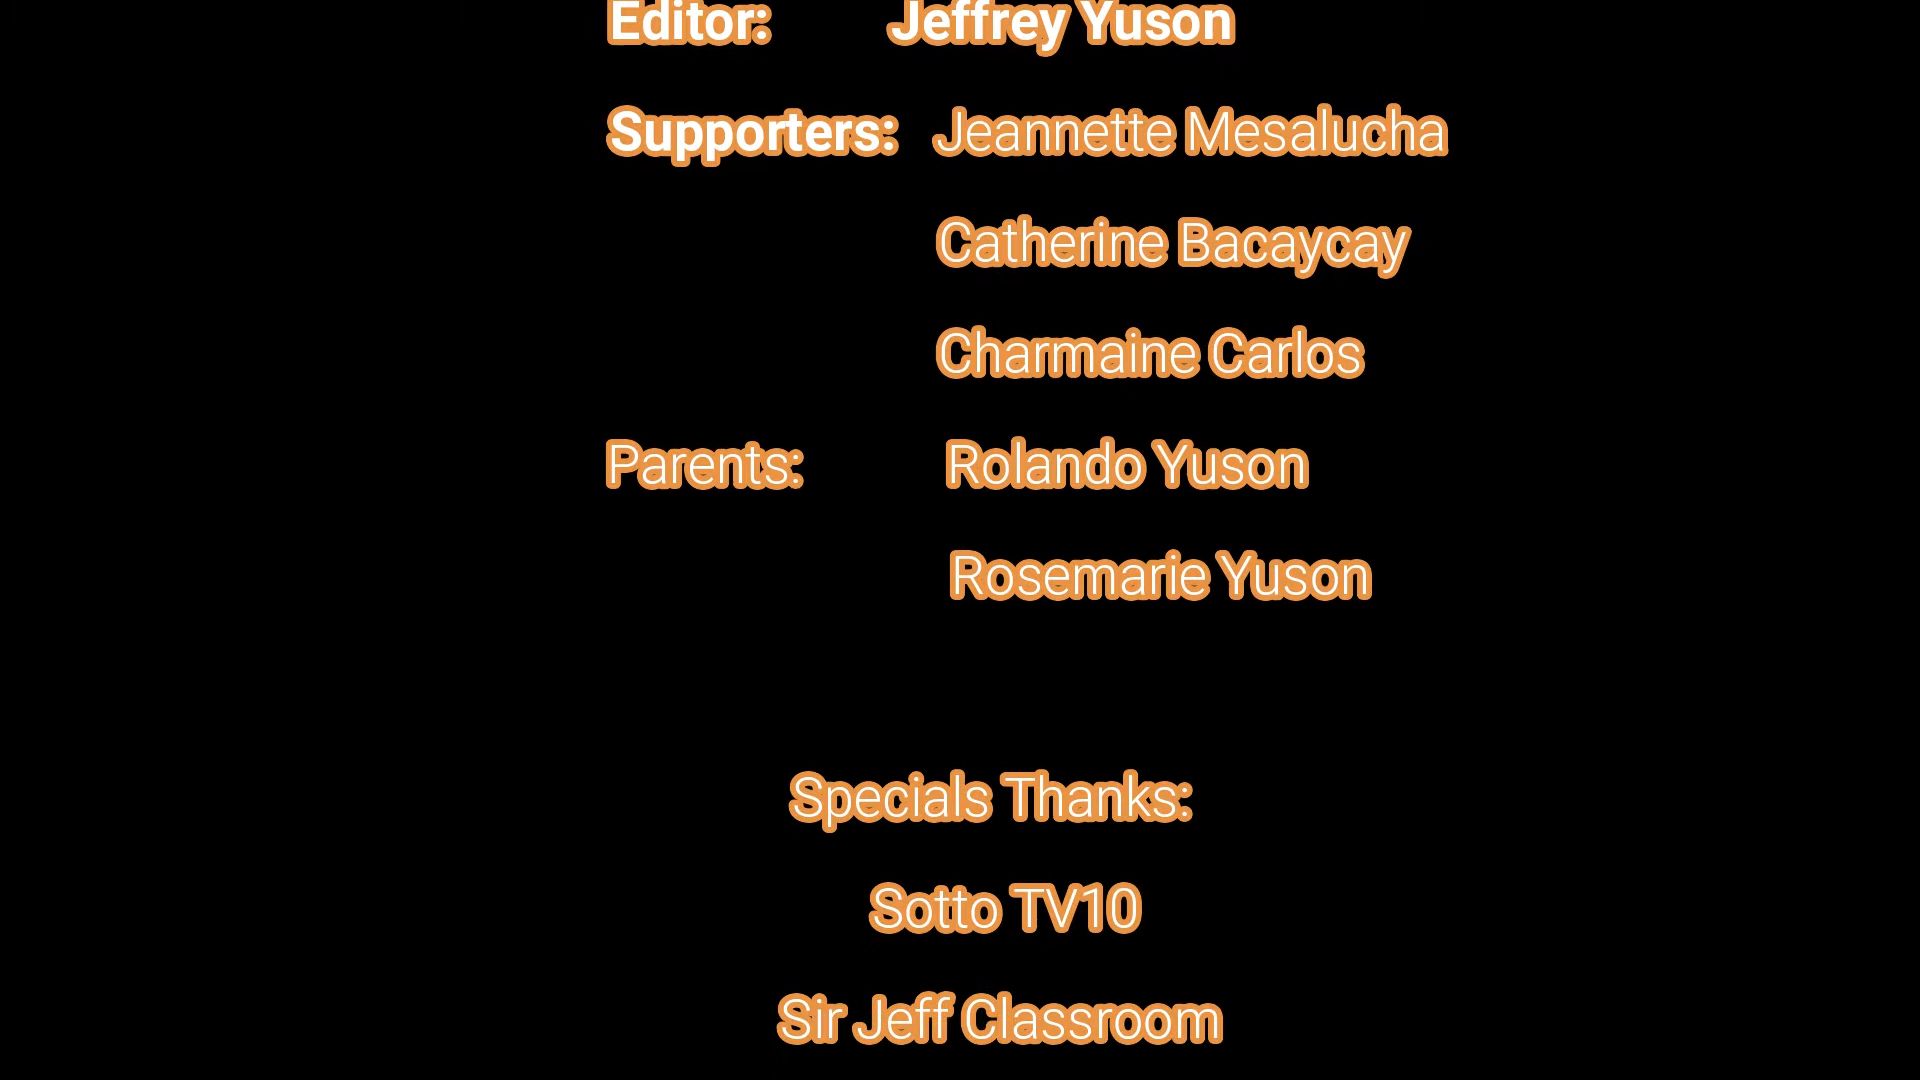 Editor: Jeffrey Yuson
Supporters: Jeannette Mesalucha
Catherine Bacaycay
Charmaine Carlos
Parents: Rolando Yuson
Rosemarie Yuson
Specials Thanks:
Sotto TV10
Sir Jeff Classroom